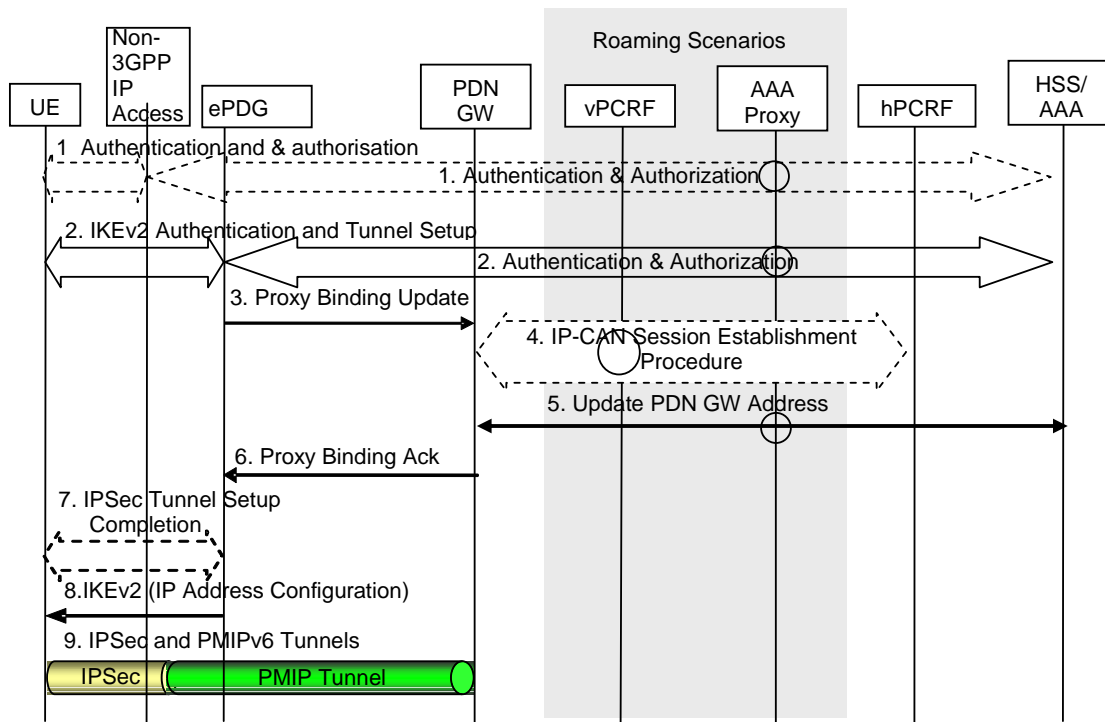 Roaming Scenarios
UE
Non-
3GPP
IP
Access
ePDG
PDN
GW
vPCRF
AAA
Proxy
hPCRF
HSS/
AAA
1 Authentication and & authorisation
1. Authentication & Authorization
2. IKEv2 Authentication and Tunnel Setup
2. Authentication & Authorization
3. Proxy Binding Update
4. IP-CAN Session Establishment
Procedure
5. Update PDN GW Address
6. Proxy Binding Ack
7. IPSec Tunnel Setup
Completion
8.IKEv2 (IP Address Configuration)
9. IPSec and PMIPv6 Tunnels
IPSec
PMIP Tunnel